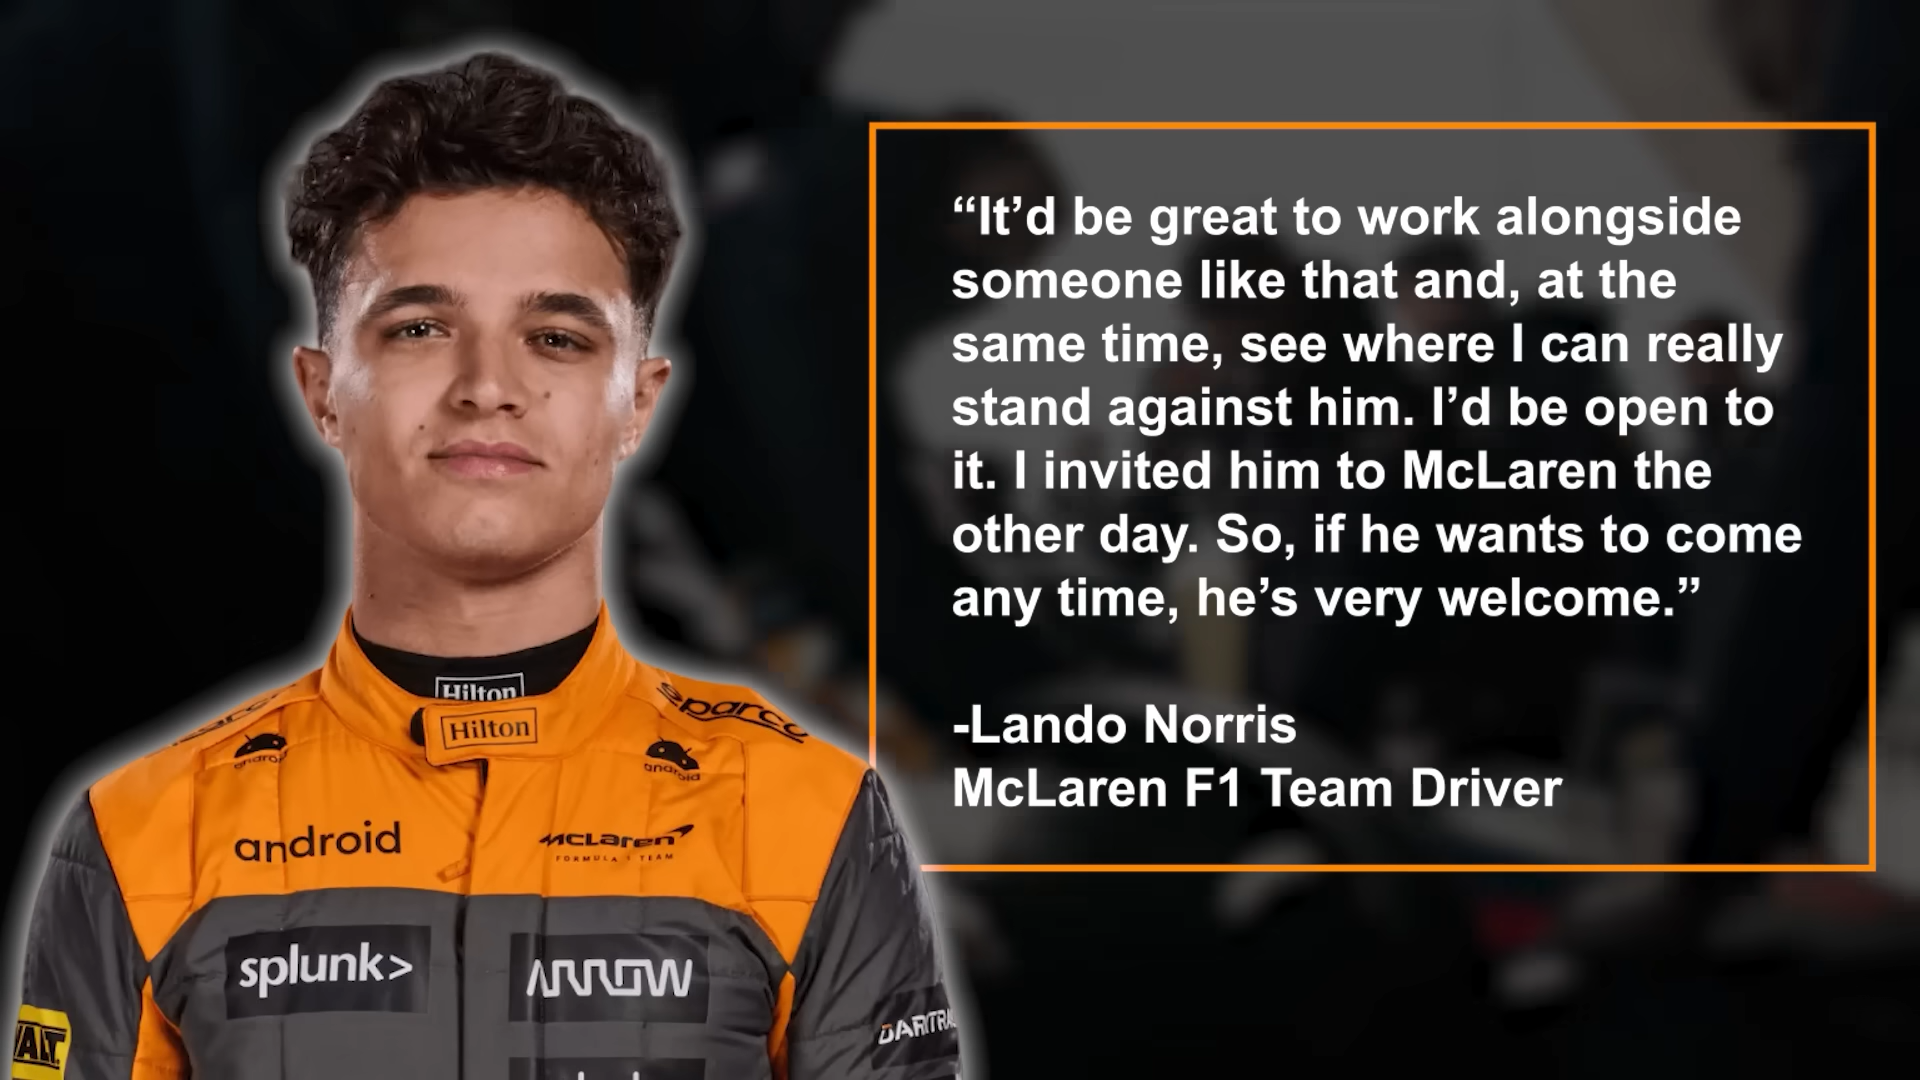 “It’d be great to work alongside
someone like that and, at the
same time, see where I can really
stand against him. I’d be open to
it. I invited him to McLaren the
other day. So, if he wants to come
any time, he’s very welcome.”
-Lando Norris
McLaren F1 Team Driver
Hilton
Hilton
sparco
android
android
android
McLaren
FORMULA 1 TEAM
splunk>
ARROW